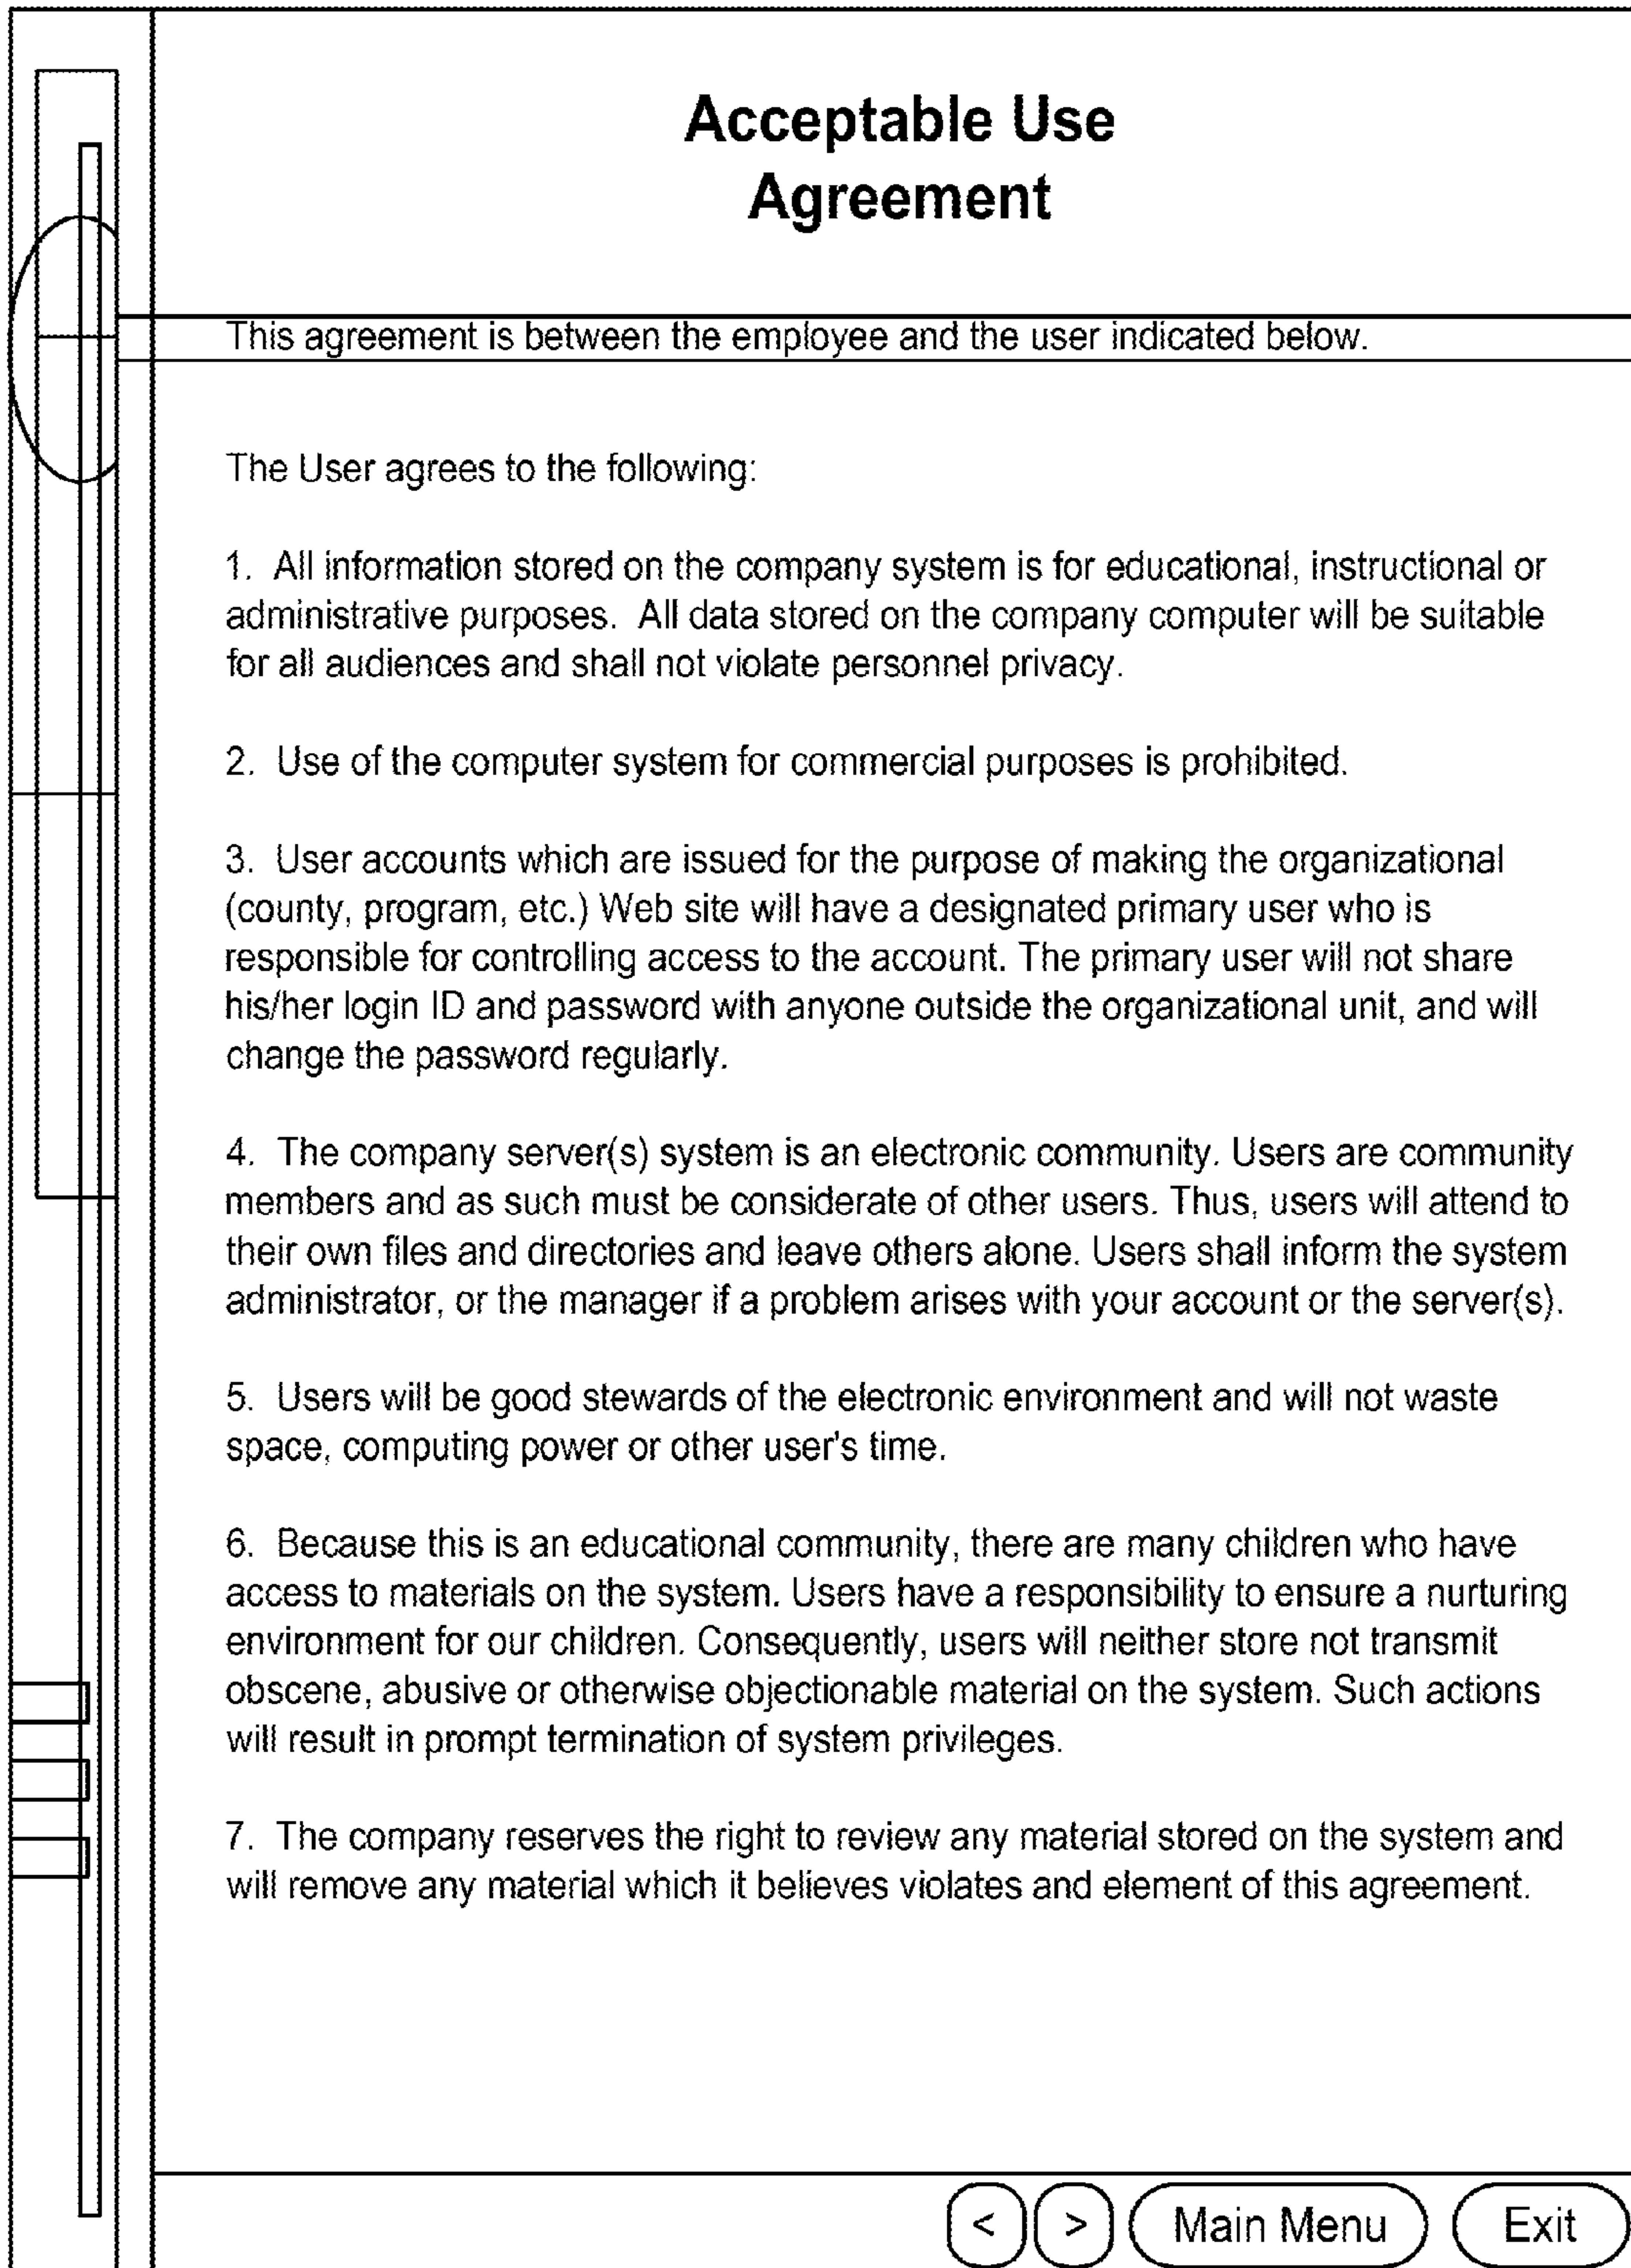 Acceptable Use
Agreement
This agreement is between the employee and the user indicated below.
The User agrees to the following:
1. All information stored on the company system is for educational, instructional or
administrative purposes. All data stored on the company computer will be suitable
for all audiences and shall not violate personnel privacy.
2. Use of the computer system for commercial purposes is prohibited.
3. User accounts which are issued for the purpose of making the organizational
(county, program, etc.) Web site will have a designated primary user who is
responsible for controlling access to the account. The primary user will not share
his/her login ID and password with anyone outside the organizational unit, and will
change the password regularly.
4. The company server(s) system is an electronic community. Users are community
members and as such must be considerate of other users. Thus, users will attend to
their own files and directories and leave others alone. Users shall inform the system
administrator, or the manager if a problem arises with your account or the server(s).
5. Users will be good stewards of the electronic environment and will not waste
space, computing power or other user's time.
6. Because this is an educational community, there are many children who have
access to materials on the system. Users have a responsibility to ensure a nurturing
environment for our children. Consequently, users will neither store not transmit
obscene, abusive or otherwise objectionable material on the system. Such actions
will result in prompt termination of system privileges.
7. The company reserves the right to review any material stored on the system and
will remove any material which it believes violates and element of this agreement.
< > Main Menu Exit